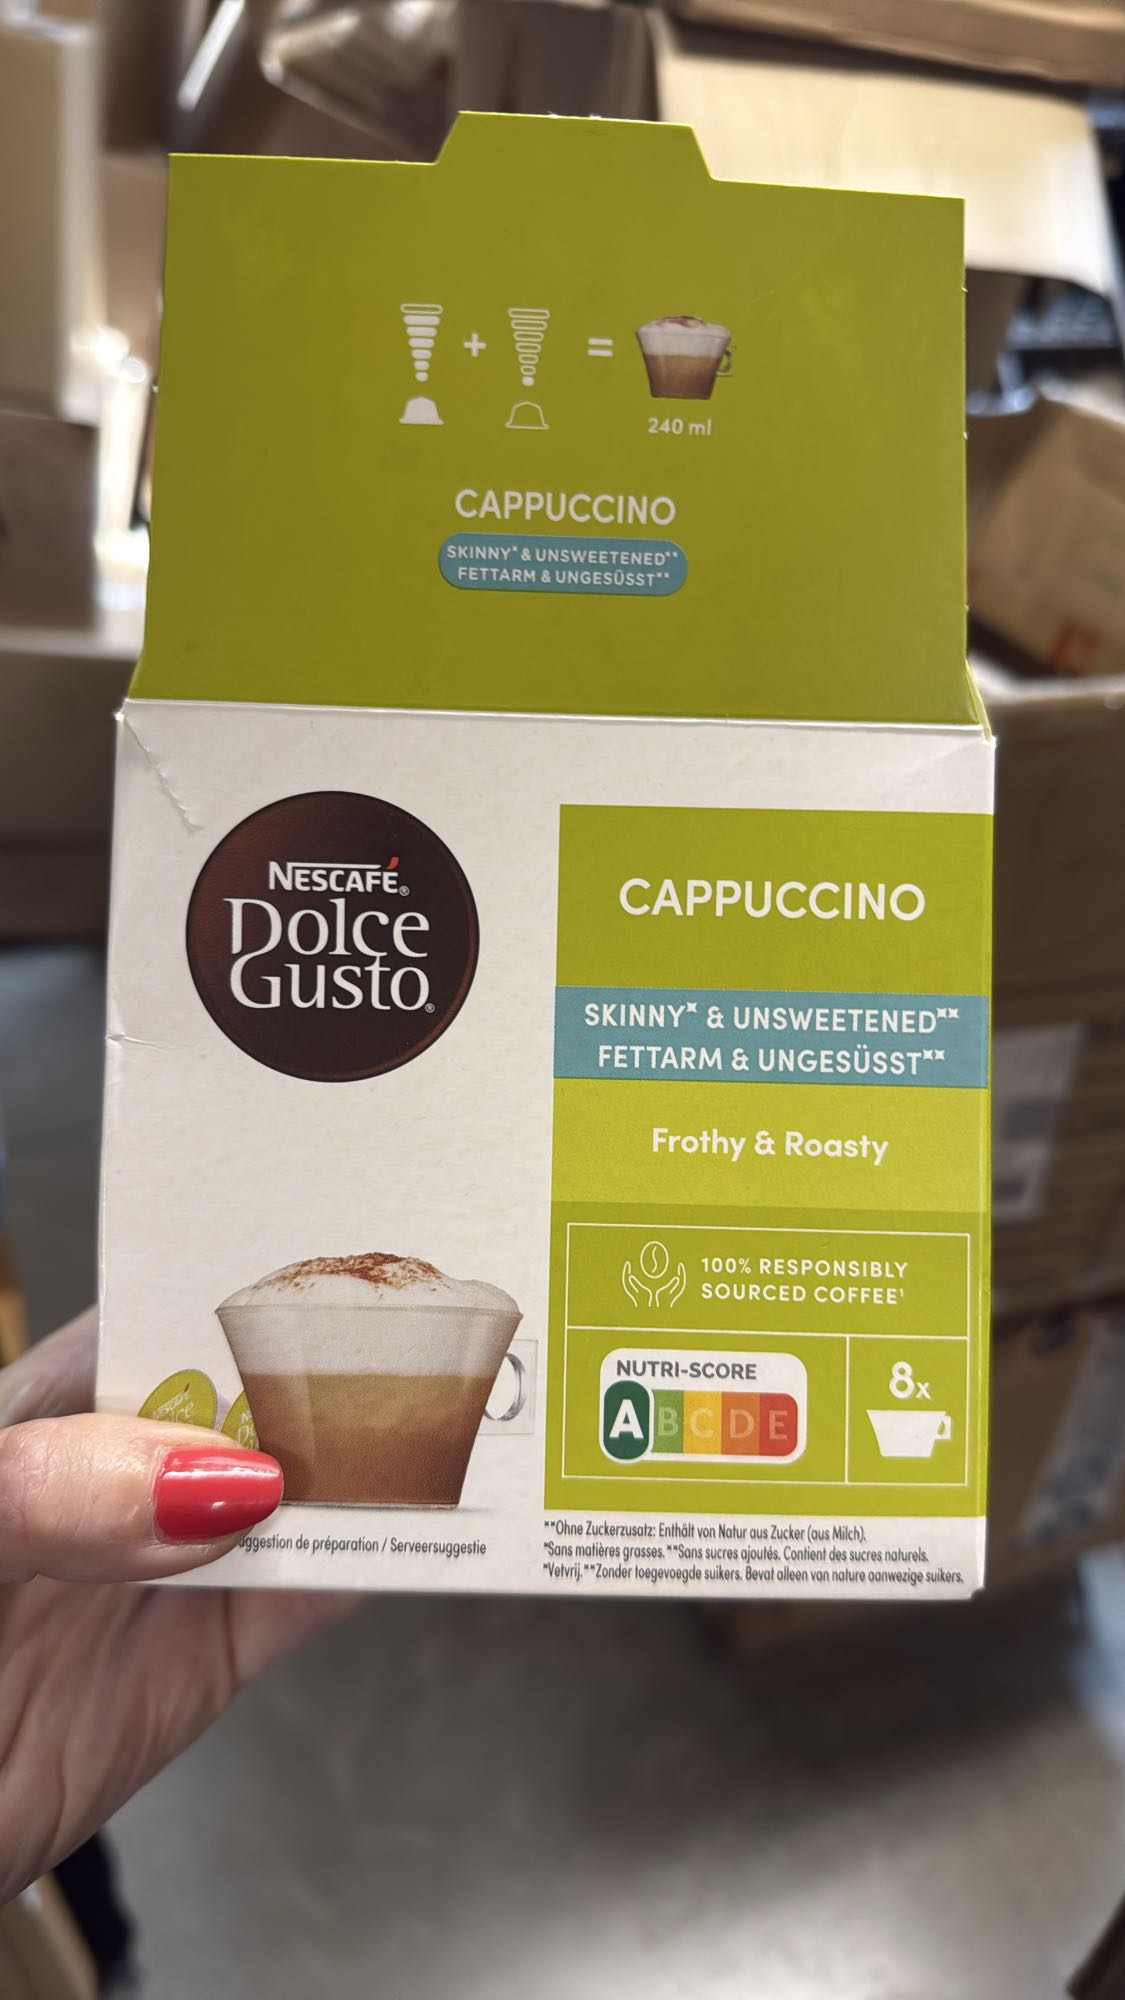 240 ml
CAPPUCCINO
SKINNY* & UNSWEETENED**
FETTARM & UNGESÜSST**
NESCAFÉ®
Dolce
Gusto®
CAPPUCCINO
SKINNY* & UNSWEETENED**
FETTARM & UNGESÜSST**
Frothy & Roasty
100% RESPONSIBLY
SOURCED COFFEE¹
NUTRI-SCORE
A B C D E
8x
de préparation / Serveersuggestie
**Ohne Zuckerzusatz: Enthält von Natur aus Zucker (aus Milch).
*Sans matières grasses. **Sans sucres ajoutés. Contient des sucres naturels.
*Vetvrij. **Zonder toegevoegde suikers. Bevat alleen van nature aanwezige suikers.